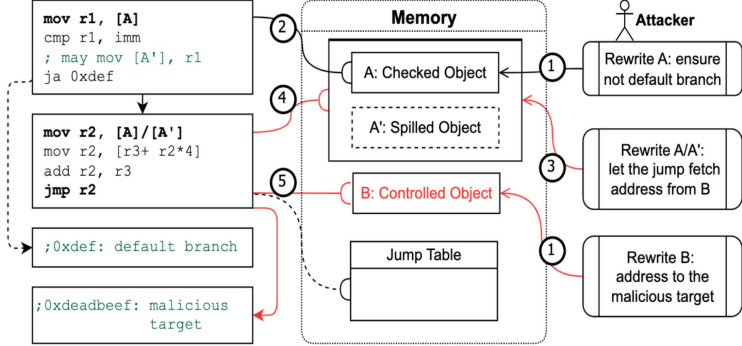 mov r1, [A]
cmp r1, imm
; may mov [A'], r1
ja 0xdef
mov r2, [A]/[A']
mov r2, [r3+ r2*4]
add r2, r3
jmp r2
;0xdef: default branch
;0xdeadbeef: malicious
target
2
4
5
Memory
A: Checked Object
A': Spilled Object
B: Controlled Object
Jump Table
1
3
1
Attacker
Rewrite A: ensure
not default branch
Rewrite A/A':
let the jump fetch
address from B
Rewrite B:
address to the
malicious target